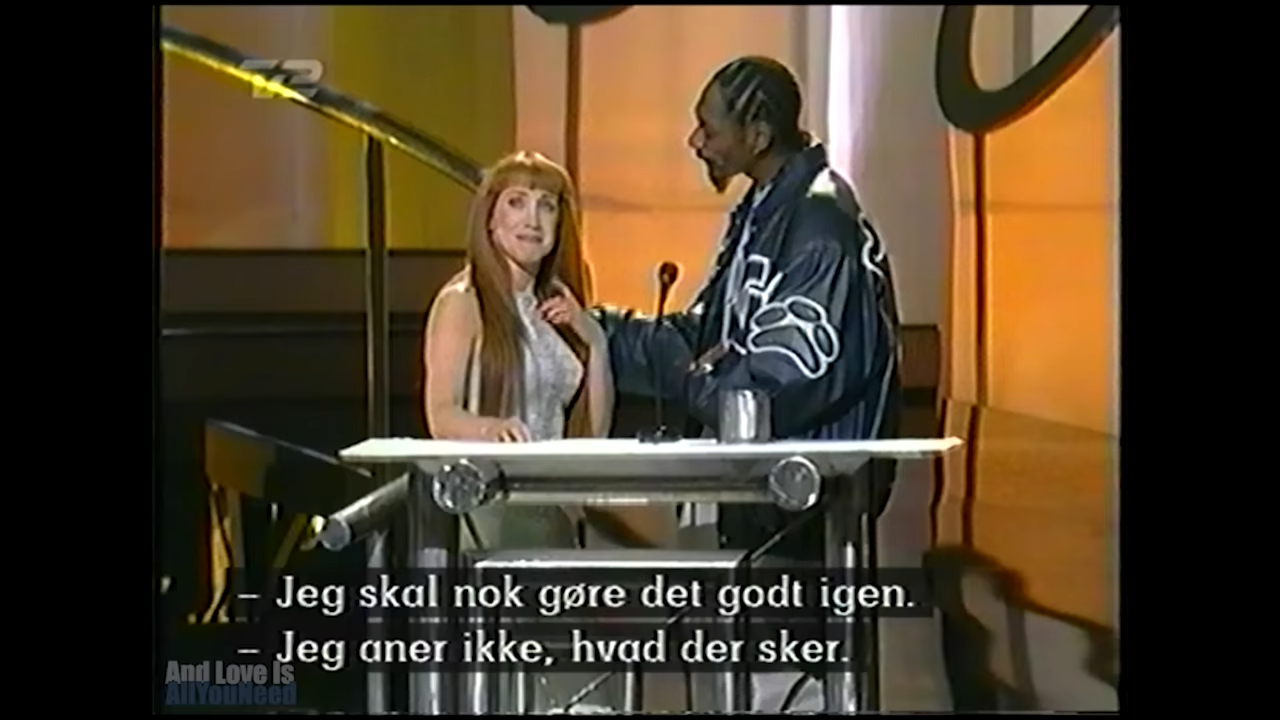 TV2
– Jeg skal nok gøre det godt igen.
– Jeg aner ikke, hvad der sker.
And Love Is
AllYouNeed